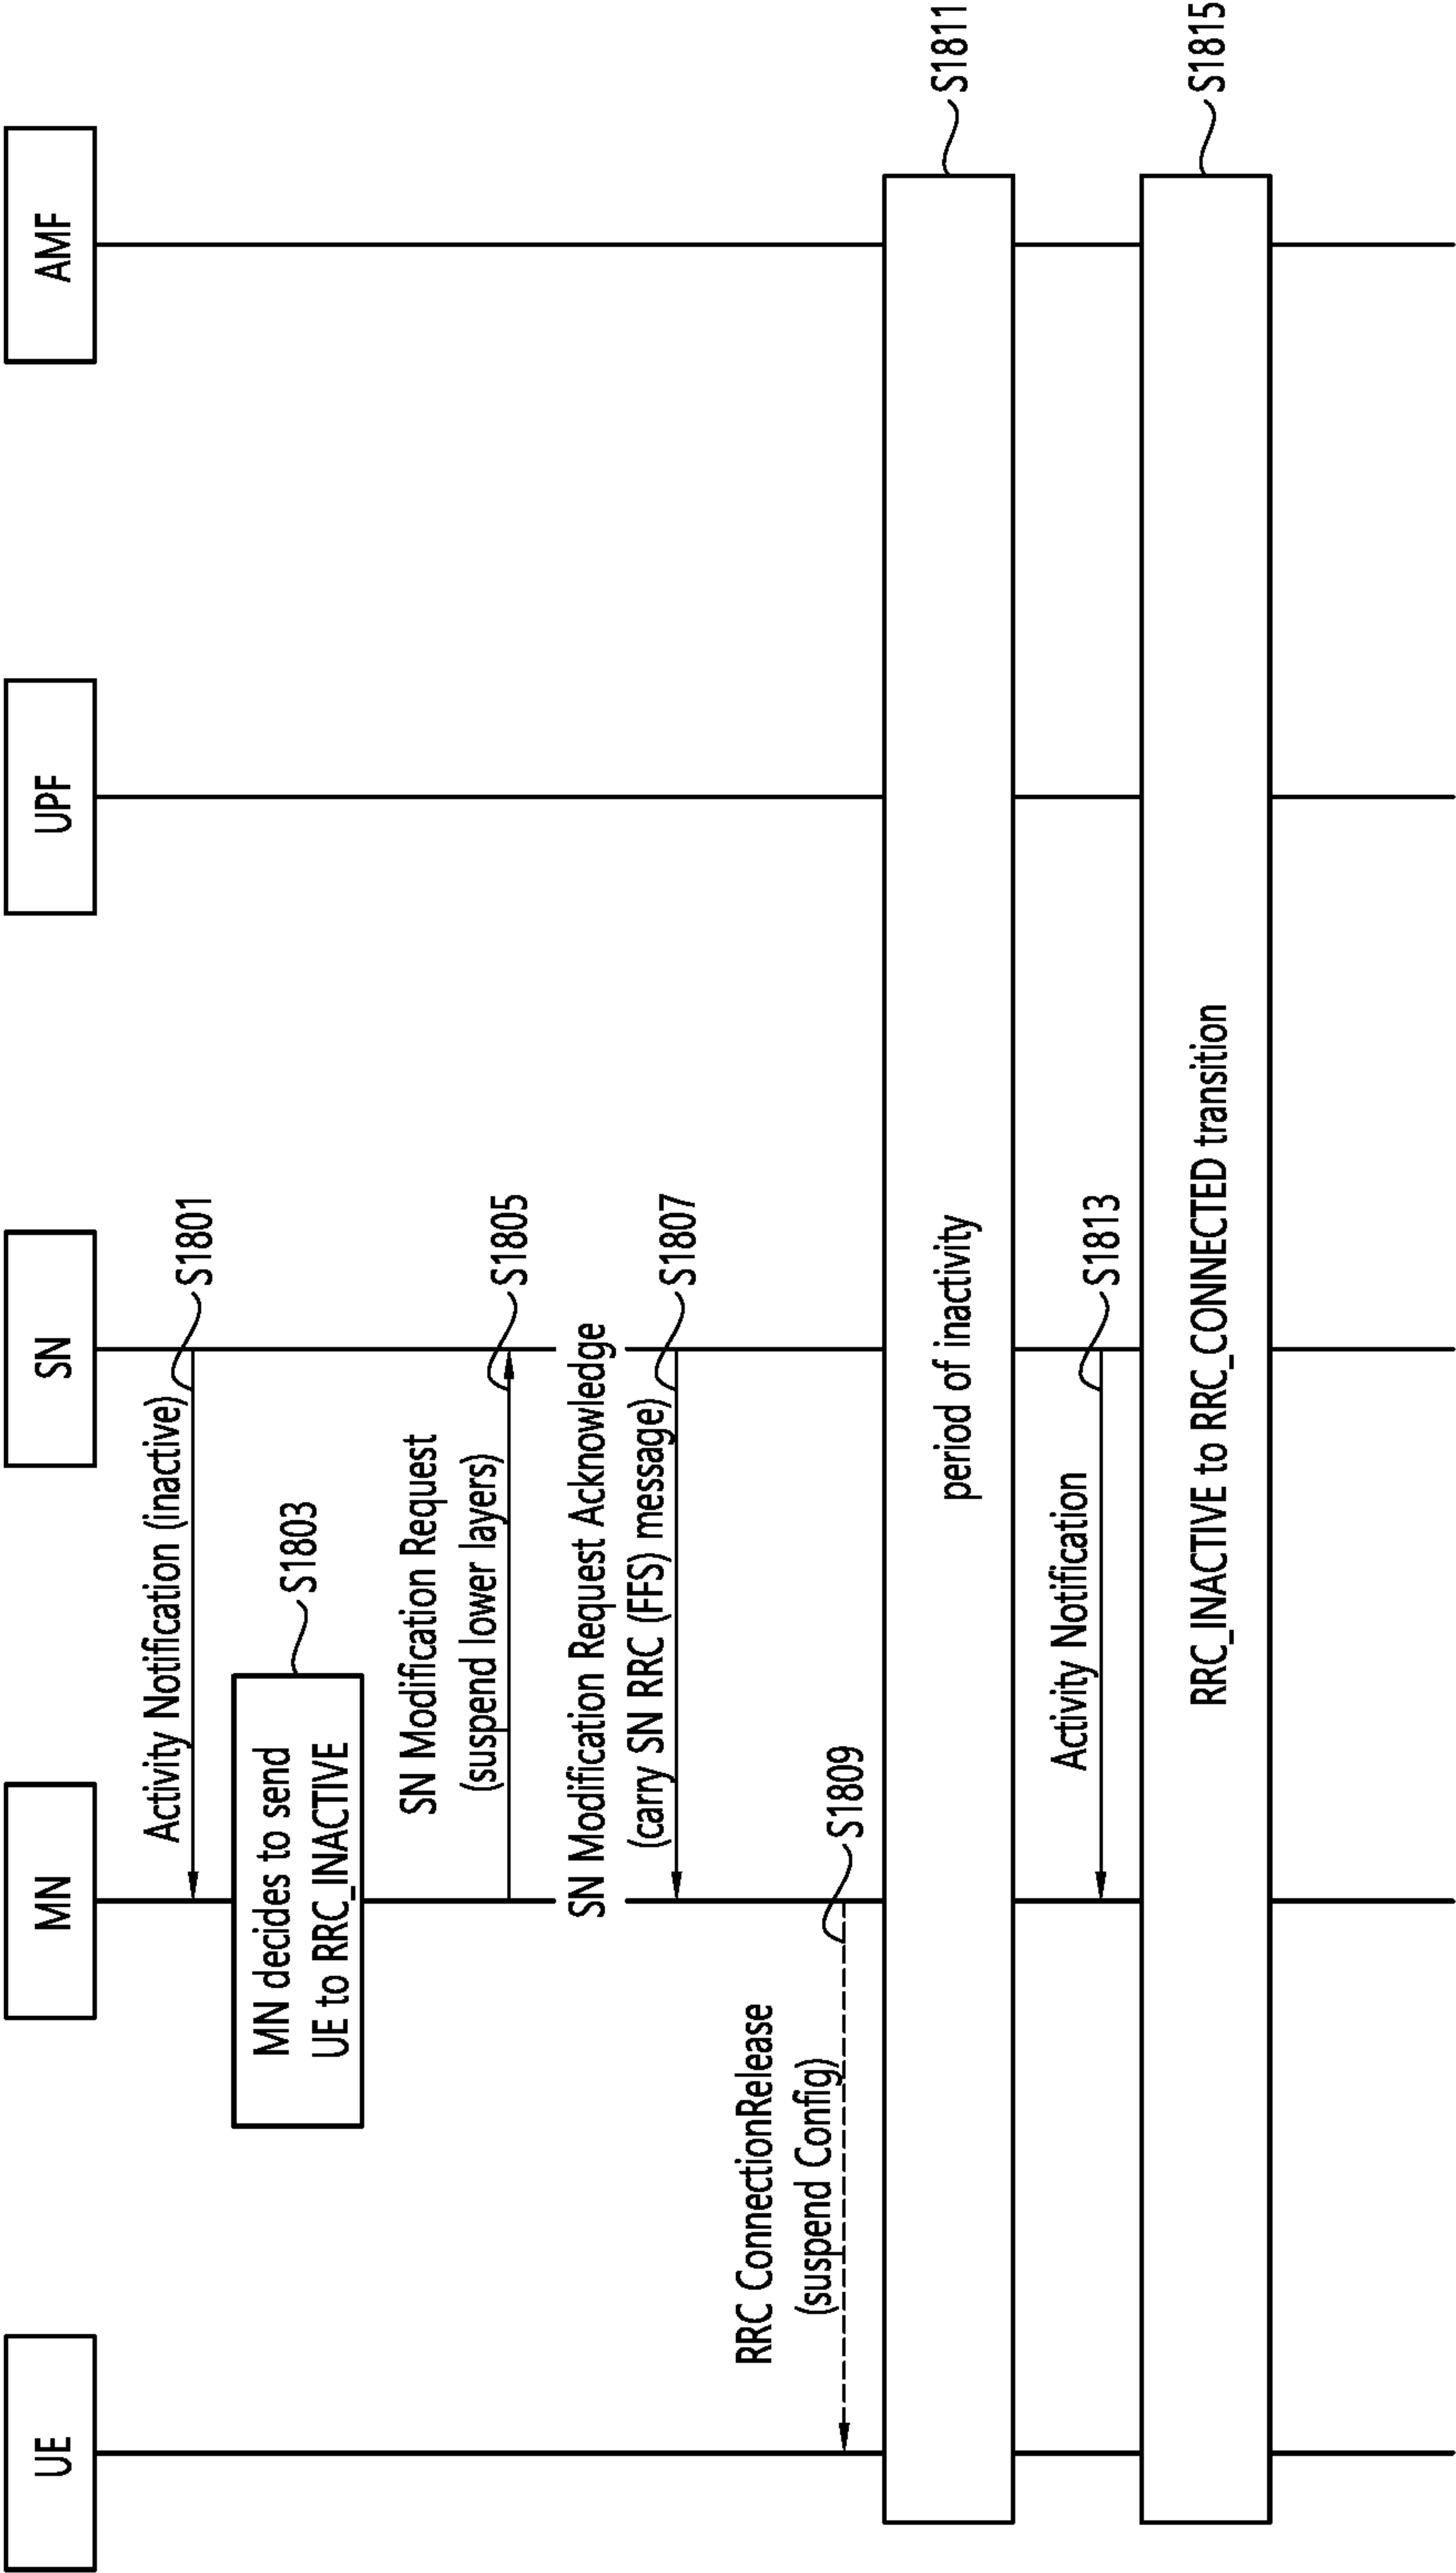 UE
MN
SN
UPF
AMF
Activity Notification (inactive)
S1801
MN decides to send
UE to RRC_INACTIVE
S1803
SN Modification Request
(suspend lower layers)
S1805
SN Modification Request Acknowledge
(carry SN RRC (FFS) message)
S1807
RRC ConnectionRelease
(suspend Config)
S1809
period of inactivity
S1811
Activity Notification
S1813
RRC_INACTIVE to RRC_CONNECTED transition
S1815